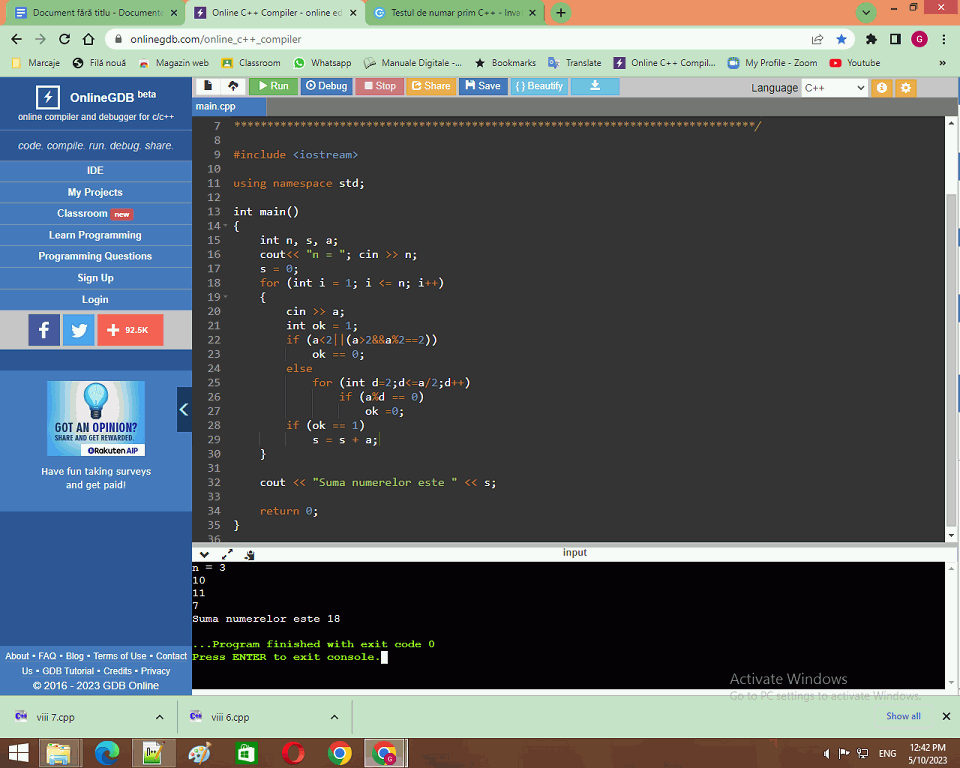 Document fără titlu - Documente
Online C++ Compiler - online edi
Testul de numar prim C++ - Inva
onlinegdb.com/online_c++_compiler
G
Marcaje
Filă nouă
Magazin web
Classroom
Whatsapp
Manuale Digitale -...
Bookmarks
Translate
Online C++ Compil...
My Profile - Zoom
Youtube
»
OnlineGDB beta
online compiler and debugger for c/c++
code. compile. run. debug. share.
IDE
My Projects
Classroom new
Learn Programming
Programming Questions
Sign Up
Login
f
+ 92.5K
GOT AN OPINION?
SHARE AND GET REWARDED.
Rakuten AIP
Have fun taking surveys
and get paid!
About • FAQ • Blog • Terms of Use • Contact
Us • GDB Tutorial • Credits • Privacy
© 2016 - 2023 GDB Online
Run
Debug
Stop
Share
Save
{ } Beautify
Language C++
main.cpp
7 *******************************************************************************/
8
9 #include <iostream>
10
11 using namespace std;
12
13 int main()
14 {
15 int n, s, a;
16 cout<< "n = "; cin >> n;
17 s = 0;
18 for (int i = 1; i <= n; i++)
19 {
20 cin >> a;
21 int ok = 1;
22 if (a<2||(a>2&&a%2==2))
23 ok == 0;
24 else
25 for (int d=2;d<=a/2;d++)
26 if (a%d == 0)
27 ok =0;
28 if (ok == 1)
29 s = s + a;
30 }
31
32 cout << "Suma numerelor este " << s;
33
34 return 0;
35 }
36
input
n = 3
10
11
7
Suma numerelor este 18
...Program finished with exit code 0
Press ENTER to exit console.
Activate Windows
Go to PC settings to activate Windows.
viii 7.cpp
viii 6.cpp
Show all
ENG
12:42 PM
5/10/2023